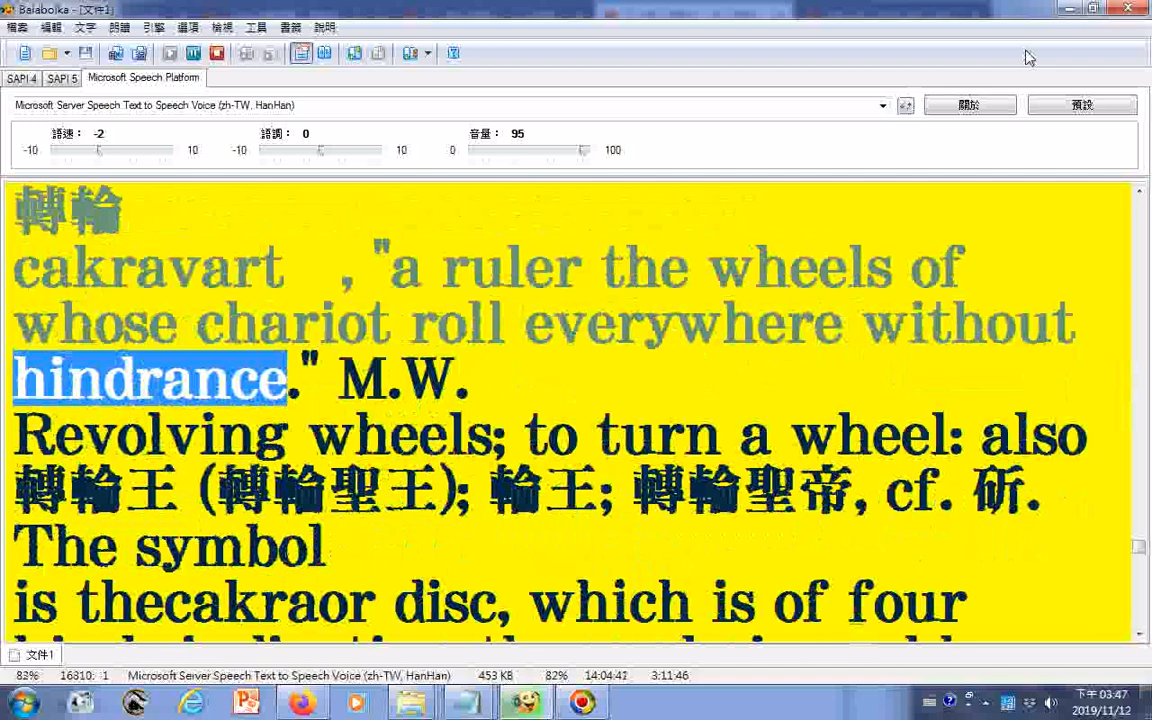 Balabolka - [文件1]
檔案 編輯 文字 朗讀 引擎 選項 檢視 工具 書籤 說明
SAPI 4 SAPI 5 Microsoft Speech Platform
Microsoft Server Speech Text to Speech Voice (zh-TW, HanHan) 關於 預設
語速： -2 語調： 0 音量： 95
-10 10 -10 10 0 100
轉輪
cakravart , "a ruler the wheels of
whose chariot roll everywhere without
hindrance." M.W.
Revolving wheels; to turn a wheel: also
轉輪王 (轉輪聖王); 輪王; 轉輪聖帝, cf. 斫.
The symbol
is thecakraor disc, which is of four
文件1
83% 16310: 1 Microsoft Server Speech Text to Speech Voice (zh-TW, HanHan) 453 KB 82% 14:04:42 3:11:46
下午 03:47
2019/11/12